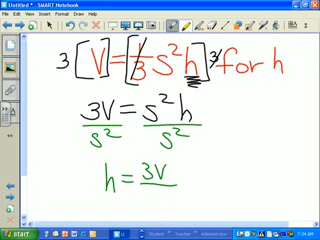 Untitled * - SMART Notebook
File Edit View Insert Format Draw Help
3 [V] = [1/3 s²h] 3 for h
3V = s²h
s² s²
h = 3V
start
7:34 AM